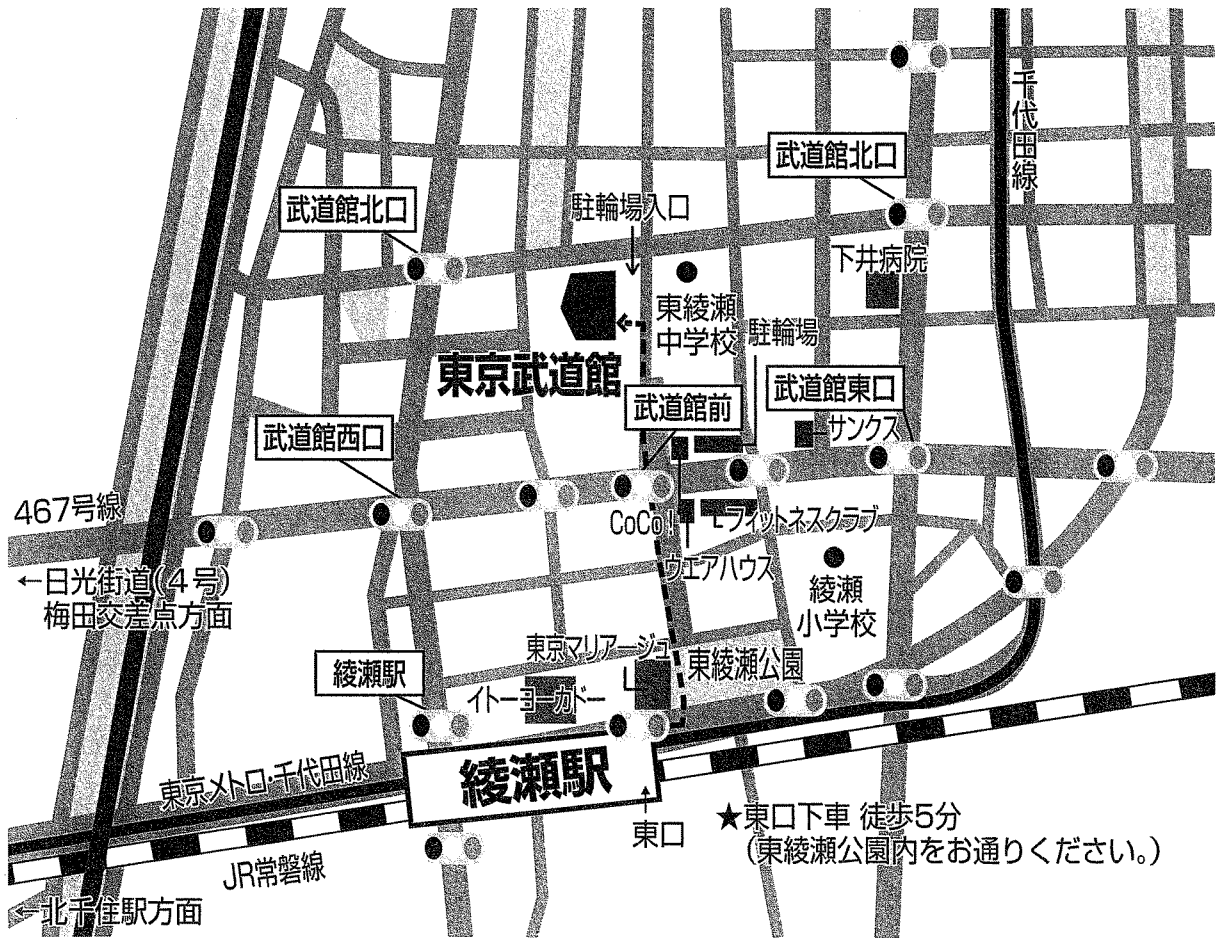 千代田線
武道館北口
武道館北口
駐輪場入口
下井病院
東綾瀬
中学校
駐輪場
東京武道館
武道館前
武道館東口
サンクス
武道館西口
467号線
CoCo!
フィットネスクラブ
ウエアハウス
←日光街道(4号)
梅田交差点方面
綾瀬
小学校
東京マリアージュ
東綾瀬公園
綾瀬駅
イトーヨーカドー
綾瀬駅
東京メトロ・千代田線
東口
★東口下車 徒歩5分
(東綾瀬公園内をお通りください。)
JR常磐線
←北千住駅方面